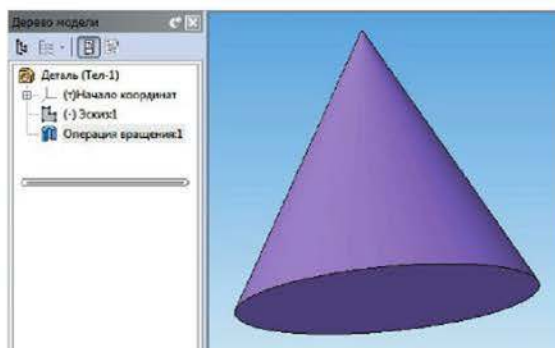 Дерево модели
Деталь (Тел-1)
(т)Начало координат
(-) Эскиз:1
Операция вращения:1